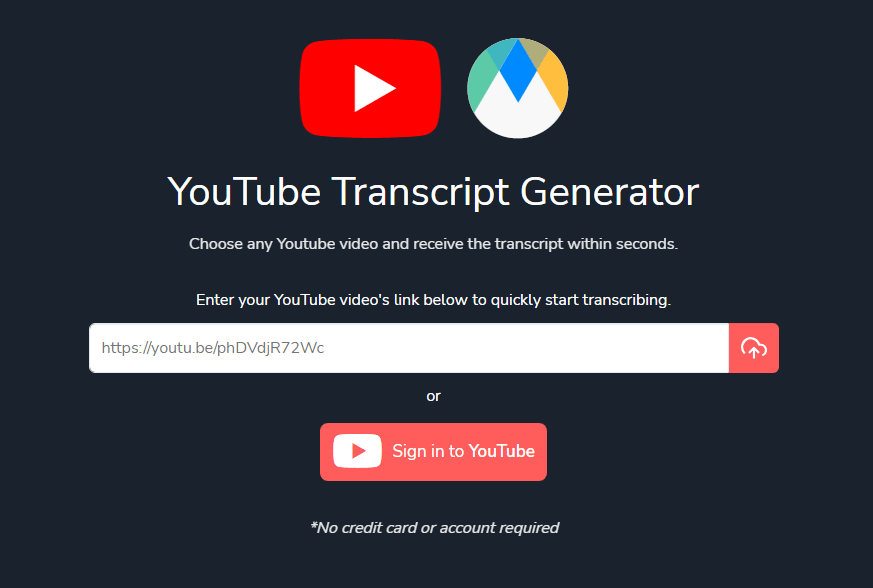 YouTube Transcript Generator
Choose any Youtube video and receive the transcript within seconds.
Enter your YouTube video's link below to quickly start transcribing.
https://youtu.be/phDVdjR72Wc
or
Sign in to YouTube
*No credit card or account required